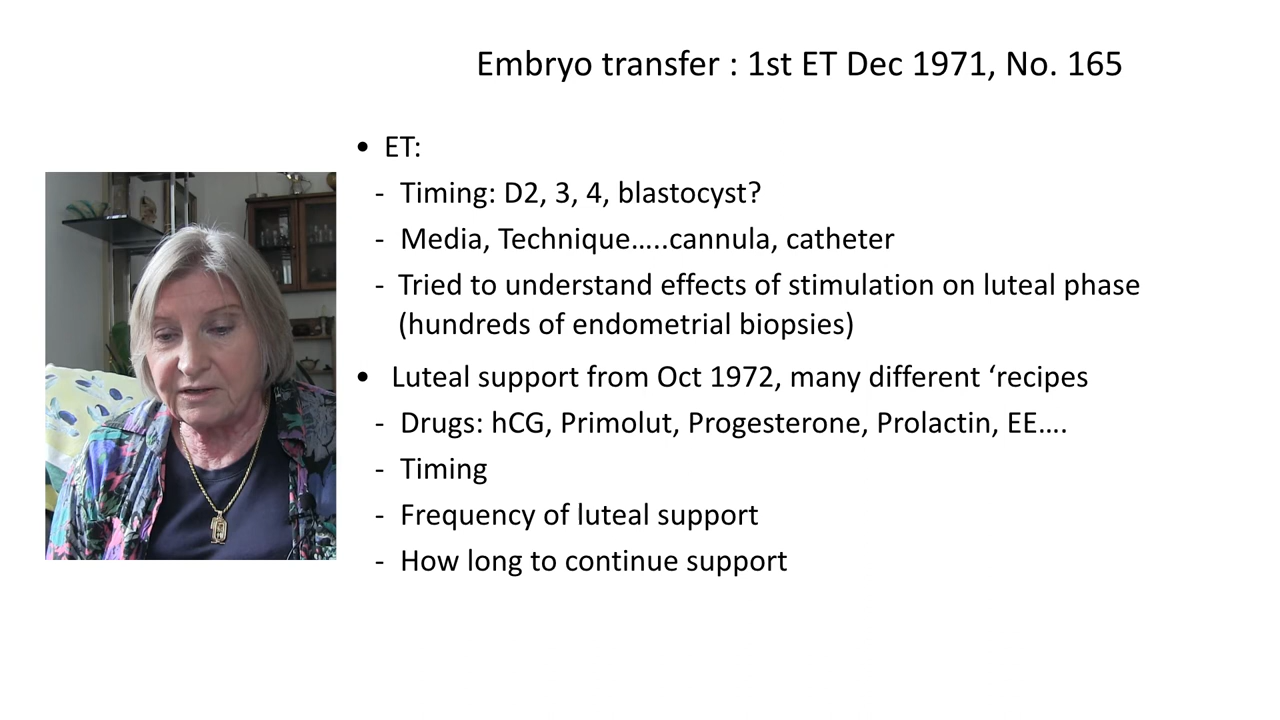 Embryo transfer : 1st ET Dec 1971, No. 165
• ET:
- Timing: D2, 3, 4, blastocyst?
- Media, Technique…..cannula, catheter
- Tried to understand effects of stimulation on luteal phase
(hundreds of endometrial biopsies)
• Luteal support from Oct 1972, many different ‘recipes
- Drugs: hCG, Primolut, Progesterone, Prolactin, EE….
- Timing
- Frequency of luteal support
- How long to continue support